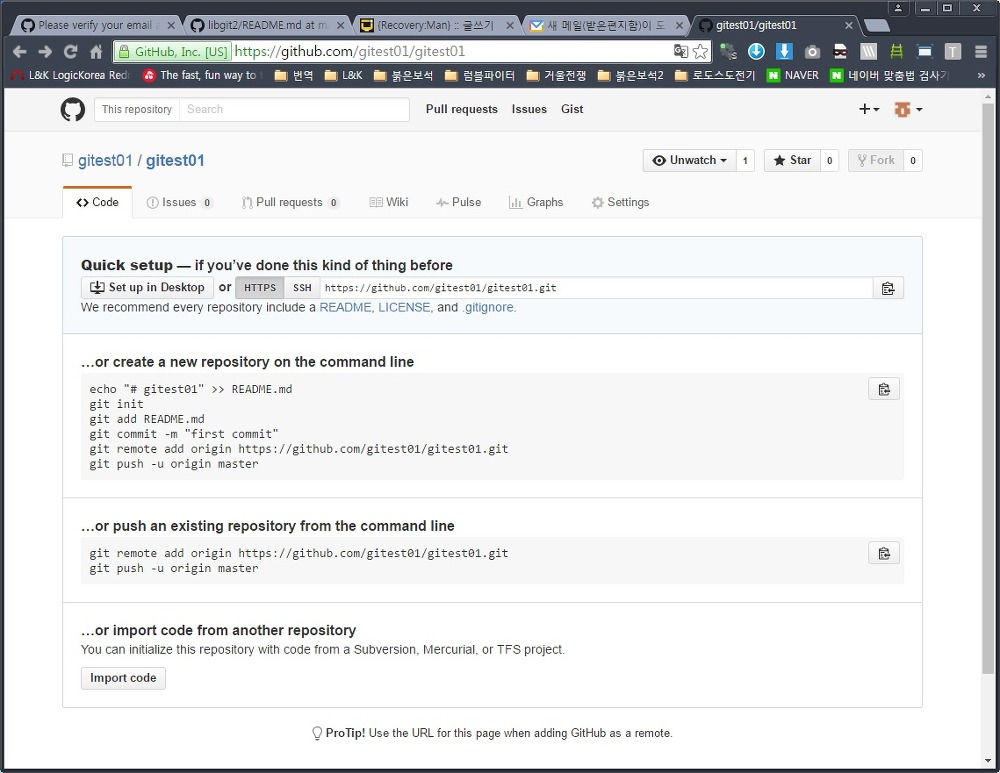 Please verify your email
libgit2/README.md at m
{Recovery:Man} :: 글쓰기
새 메일(받은편지함)이 도
gitest01/gitest01
GitHub, Inc. [US] https://github.com/gitest01/gitest01
L&K LogicKorea Red
The fast, fun way to
번역
L&K
붉은보석
럼블파이터
거울전쟁
붉은보석2
로도스도전기
NAVER
네이버 맞춤법 검사기
»
This repository Search
Pull requests Issues Gist
gitest01 / gitest01
Unwatch 1
Star 0
Fork 0
Code
Issues 0
Pull requests 0
Wiki
Pulse
Graphs
Settings
Quick setup — if you’ve done this kind of thing before
Set up in Desktop or HTTPS SSH https://github.com/gitest01/gitest01.git
We recommend every repository include a README, LICENSE, and .gitignore.
…or create a new repository on the command line
echo "# gitest01" >> README.md
git init
git add README.md
git commit -m "first commit"
git remote add origin https://github.com/gitest01/gitest01.git
git push -u origin master
…or push an existing repository from the command line
git remote add origin https://github.com/gitest01/gitest01.git
git push -u origin master
…or import code from another repository
You can initialize this repository with code from a Subversion, Mercurial, or TFS project.
Import code
ProTip! Use the URL for this page when adding GitHub as a remote.